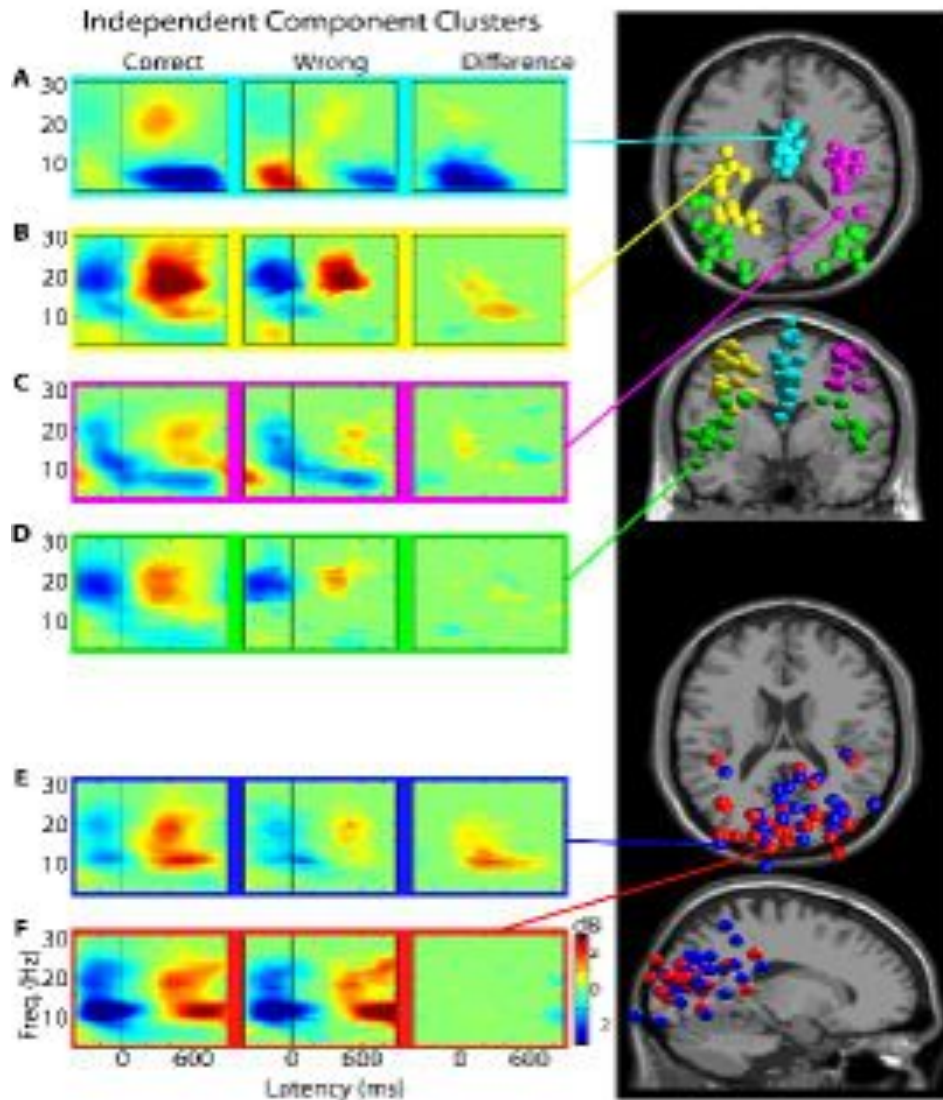 Independent Component Clusters
Correct Wrong Difference
A 30
20
10
B 30
20
10
C 30
20
10
D 30
20
10
E 30
20
10
F 30
20
10
Freq. (Hz)
dB
0
0 600 0 600 0 600
Latency (ms)